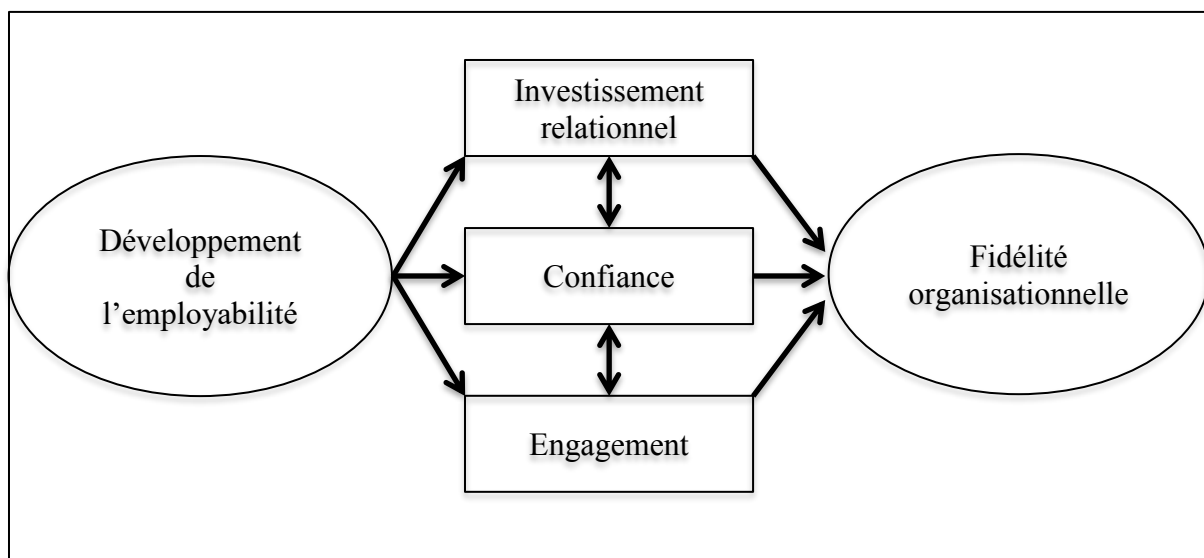 Investissement
relationnel
Développement
de
l’employabilité
Confiance
Fidélité
organisationnelle
Engagement